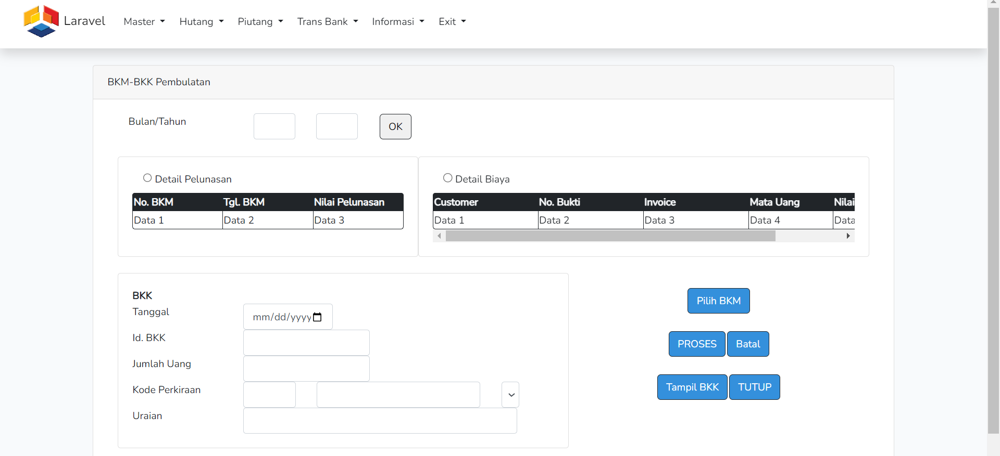 Laravel Master Hutang Piutang Trans Bank Informasi Exit
BKM-BKK Pembulatan
Bulan/Tahun OK
Detail Pelunasan
No. BKM Tgl. BKM Nilai Pelunasan
Data 1 Data 2 Data 3
Detail Biaya
Customer No. Bukti Invoice Mata Uang Nilai
Data 1 Data 2 Data 3 Data 4 Data
BKK
Tanggal mm/dd/yyyy
Id. BKK
Jumlah Uang
Kode Perkiraan
Uraian
Pilih BKM
PROSES Batal
Tampil BKK TUTUP